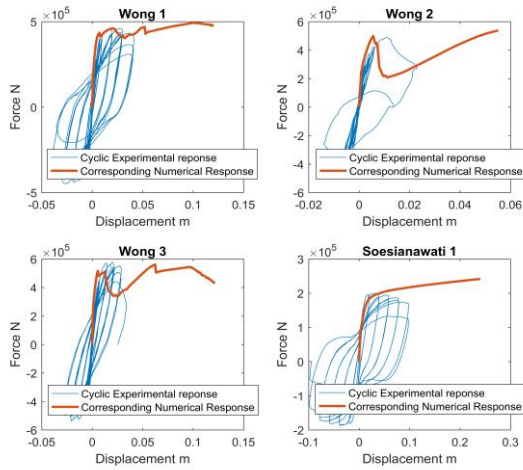 Wong 1
×10⁵
5
0
5
-0.05 0 0.05 0.1 0.15
Force N
Displacement m
Cyclic Experimental reponse
Corresponding Numerical Response
Wong 2
×10⁵
6
4
2
0
2
4
6
-0.02 0 0.02 0.04 0.06
Force N
Displacement m
Cyclic Experimental response
Corresponding Numerical Response
Wong 3
×10⁵
6
4
2
0
2
4
6
-0.05 0 0.05 0.1 0.15
Force N
Displacement m
Cyclic Experimental response
Corresponding Numerical Response
Soesianawati 1
×10⁵
3
2
1
0
-1
-2
-0.1 0 0.1 0.2 0.3
Force N
Displacement m
Cyclic Experimental response
Corresponding Numerical Response